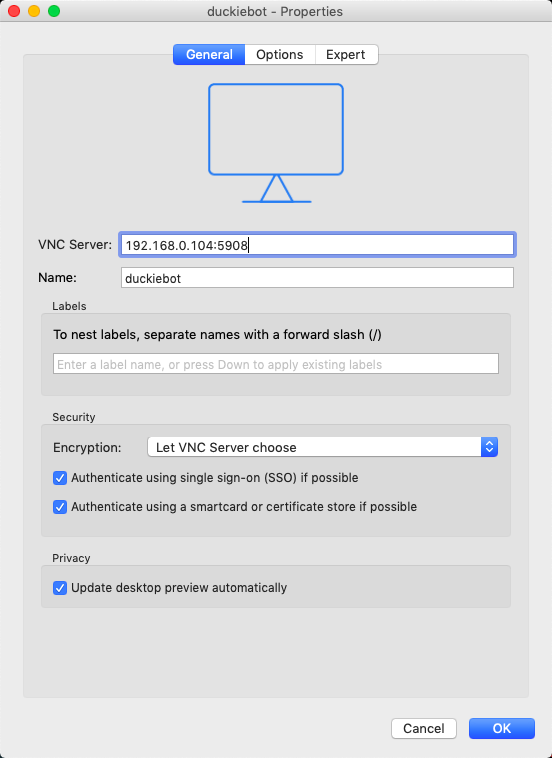 duckiebot - Properties
General Options Expert
VNC Server: 192.168.0.104:5908
Name: duckiebot
Labels
To nest labels, separate names with a forward slash (/)
Enter a label name, or press Down to apply existing labels
Security
Encryption: Let VNC Server choose
Authenticate using single sign-on (SSO) if possible
Authenticate using a smartcard or certificate store if possible
Privacy
Update desktop preview automatically
Cancel OK